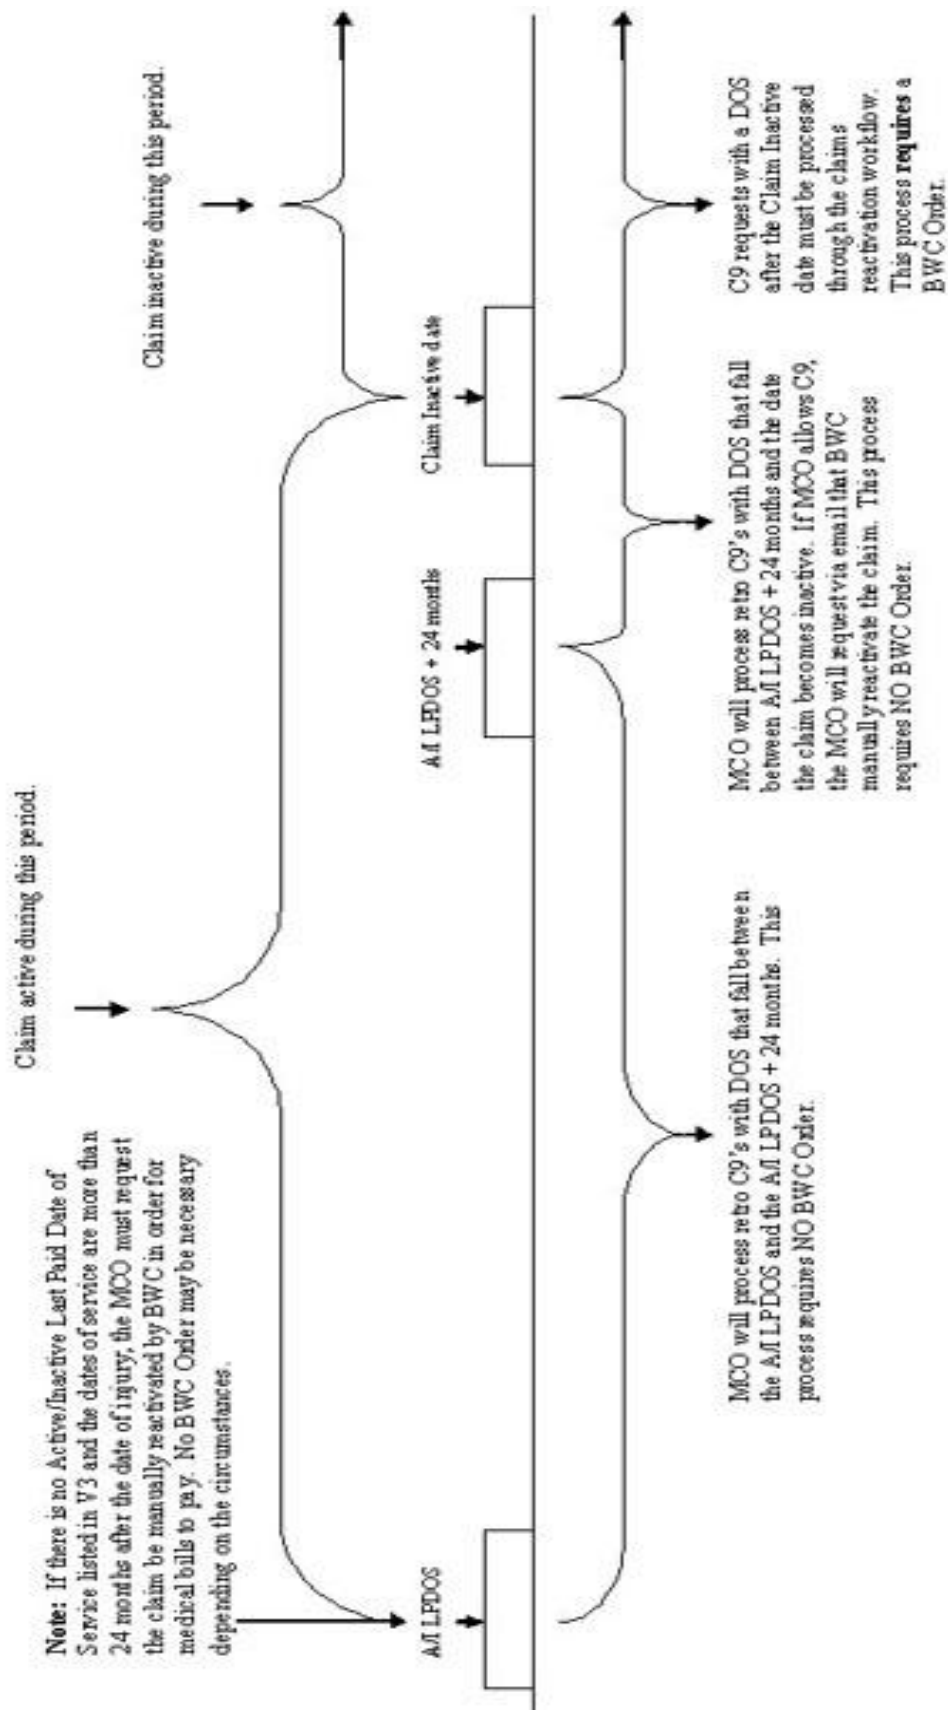 Claim active during this period.
Claim inactive during this period.
Note: If there is no Active/Inactive Last Paid Date of
Service listed in V3 and the dates of service are more than
24 months after the date of injury, the MCO must request
the claim be manually reactivated by BWC in order for
medical bills to pay. No BWC Order may be necessary
depending on the circumstances.
A/I LPDOS
A/I LPDOS + 24 months
Claim Inactive date
MCO will process retro C9's with DOS that fall between
the A/I LPDOS and the A/I LPDOS + 24 months. This
process requires NO BWC Order.
MCO will process retro C9's with DOS that fall
between A/I LPDOS + 24 months and the date
the claim becomes inactive. If MCO allows C9,
the MCO will request via email that BWC
manually reactivate the claim. This process
requires NO BWC Order.
C9 requests with a DOS
after the Claim Inactive
date must be processed
through the claims
reactivation workflow.
This process requires a
BWC Order.